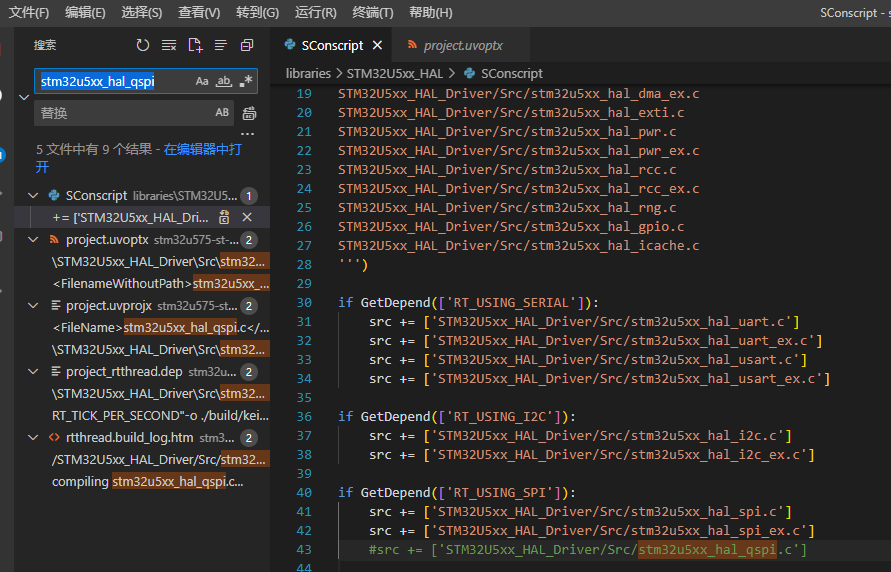 文件(F) 编辑(E) 选择(S) 查看(V) 转到(G) 运行(R) 终端(T) 帮助(H) SConscript - s
搜索
stm32u5xx_hal_qspi Aa ab .*
替换 AB
5 文件中有 9 个结果 - 在编辑器中打
开
SConscript libraries\STM32U5... 1
+= ['STM32U5xx_HAL_Dri...
project.uvoptx stm32u575-st-... 2
\STM32U5xx_HAL_Driver\Src\stm32...
<FilenameWithoutPath>stm32u5xx_...
project.uvprojx stm32u575-st-... 2
<FileName>stm32u5xx_hal_qspi.c</...
\STM32U5xx_HAL_Driver\Src\stm32...
project_rtthread.dep stm32u... 2
\STM32U5xx_HAL_Driver\Src\stm32...
RT_TICK_PER_SECOND"-o ./build/kei...
rtthread.build_log.htm stm3... 2
/STM32U5xx_HAL_Driver/Src/stm32...
compiling stm32u5xx_hal_qspi.c...
SConscript project.uvoptx
libraries > STM32U5xx_HAL > SConscript
19 STM32U5xx_HAL_Driver/Src/stm32u5xx_hal_dma_ex.c
20 STM32U5xx_HAL_Driver/Src/stm32u5xx_hal_exti.c
21 STM32U5xx_HAL_Driver/Src/stm32u5xx_hal_pwr.c
22 STM32U5xx_HAL_Driver/Src/stm32u5xx_hal_pwr_ex.c
23 STM32U5xx_HAL_Driver/Src/stm32u5xx_hal_rcc.c
24 STM32U5xx_HAL_Driver/Src/stm32u5xx_hal_rcc_ex.c
25 STM32U5xx_HAL_Driver/Src/stm32u5xx_hal_rng.c
26 STM32U5xx_HAL_Driver/Src/stm32u5xx_hal_gpio.c
27 STM32U5xx_HAL_Driver/Src/stm32u5xx_hal_icache.c
28 ''')
29
30 if GetDepend(['RT_USING_SERIAL']):
31 src += ['STM32U5xx_HAL_Driver/Src/stm32u5xx_hal_uart.c']
32 src += ['STM32U5xx_HAL_Driver/Src/stm32u5xx_hal_uart_ex.c']
33 src += ['STM32U5xx_HAL_Driver/Src/stm32u5xx_hal_usart.c']
34 src += ['STM32U5xx_HAL_Driver/Src/stm32u5xx_hal_usart_ex.c']
35
36 if GetDepend(['RT_USING_I2C']):
37 src += ['STM32U5xx_HAL_Driver/Src/stm32u5xx_hal_i2c.c']
38 src += ['STM32U5xx_HAL_Driver/Src/stm32u5xx_hal_i2c_ex.c']
39
40 if GetDepend(['RT_USING_SPI']):
41 src += ['STM32U5xx_HAL_Driver/Src/stm32u5xx_hal_spi.c']
42 src += ['STM32U5xx_HAL_Driver/Src/stm32u5xx_hal_spi_ex.c']
43 #src += ['STM32U5xx_HAL_Driver/Src/stm32u5xx_hal_qspi.c']
44